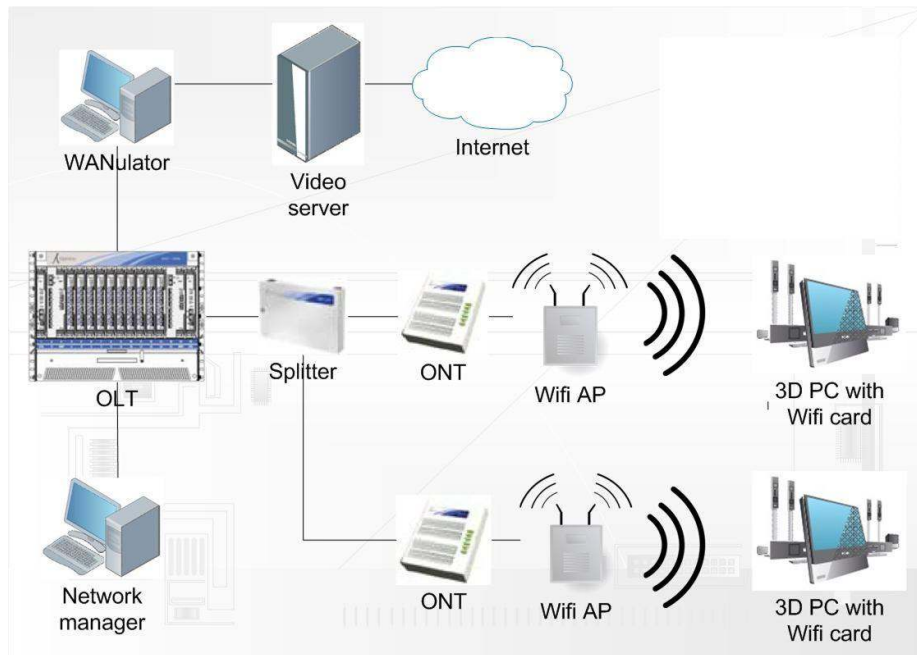 WANulator
Video
server
Internet
OLT
Splitter
ONT
Wifi AP
3D PC with
Wifi card
Network
manager
ONT
Wifi AP
3D PC with
Wifi card